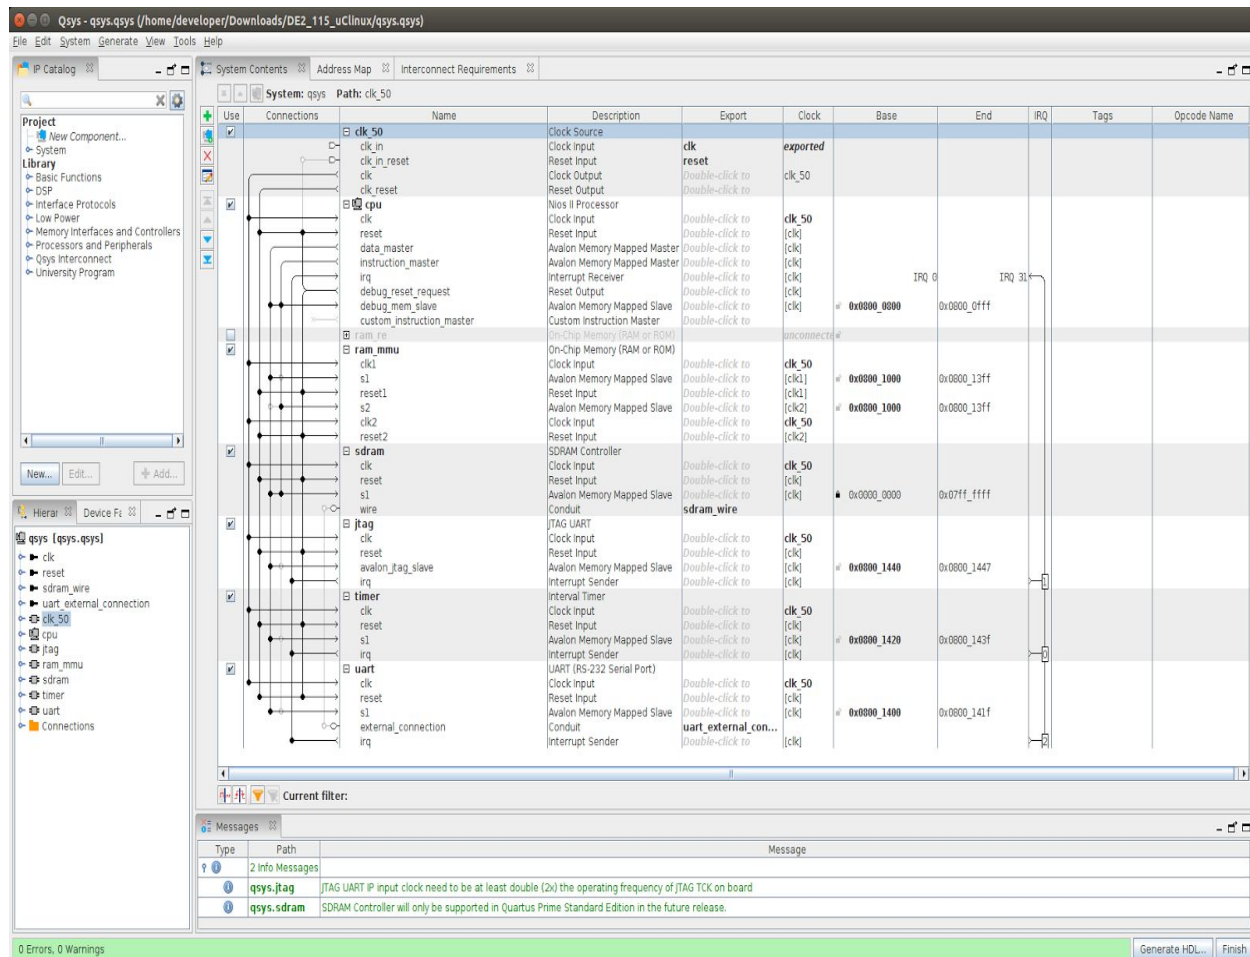 Qsys - qsys.qsys (/home/developer/Downloads/DE2_115_uClinux/qsys.qsys)
File Edit System Generate View Tools Help
IP Catalog
Project
New Component...
System
Library
Basic Functions
DSP
Interface Protocols
Low Power
Memory Interfaces and Controllers
Processors and Peripherals
Qsys Interconnect
University Program
New... Edit... Add...
Hierar Device Fa
qsys [qsys.qsys]
clk
reset
sdram_wire
uart_external_connection
clk_50
cpu
jtag
ram_mmu
sdram
timer
uart
Connections
System Contents Address Map Interconnect Requirements
System: qsys Path: clk_50
Use Connections Name Description Export Clock Base End IRQ Tags Opcode Name
clk_50 Clock Source
clk_in Clock Input clk exported
clk_in_reset Reset Input reset
clk Clock Output Double-click to clk_50
clk_reset Reset Output Double-click to
cpu Nios II Processor
clk Clock Input Double-click to clk_50
reset Reset Input Double-click to [clk]
data_master Avalon Memory Mapped Master Double-click to [clk]
instruction_master Avalon Memory Mapped Master Double-click to [clk]
irq Interrupt Receiver Double-click to [clk] IRQ 0 IRQ 31
debug_reset_request Reset Output Double-click to [clk]
debug_mem_slave Avalon Memory Mapped Slave Double-click to [clk] 0x0800_0800 0x0800_0fff
custom_instruction_master Custom Instruction Master Double-click to
ram_re On-Chip Memory (RAM or ROM) unconnecte
ram_mmu On-Chip Memory (RAM or ROM)
clk1 Clock Input Double-click to clk_50
s1 Avalon Memory Mapped Slave Double-click to [clk1] 0x0800_1000 0x0800_13ff
reset1 Reset Input Double-click to [clk1]
s2 Avalon Memory Mapped Slave Double-click to [clk2] 0x0800_1000 0x0800_13ff
clk2 Clock Input Double-click to clk_50
reset2 Reset Input Double-click to [clk2]
sdram SDRAM Controller
clk Clock Input Double-click to clk_50
reset Reset Input Double-click to [clk]
s1 Avalon Memory Mapped Slave Double-click to [clk] 0x0000_0000 0x07ff_ffff
wire Conduit sdram_wire
jtag JTAG UART
clk Clock Input Double-click to clk_50
reset Reset Input Double-click to [clk]
avalon_jtag_slave Avalon Memory Mapped Slave Double-click to [clk] 0x0800_1440 0x0800_1447
irq Interrupt Sender Double-click to [clk] 1
timer Interval Timer
clk Clock Input Double-click to clk_50
reset Reset Input Double-click to [clk]
s1 Avalon Memory Mapped Slave Double-click to [clk] 0x0800_1420 0x0800_143f
irq Interrupt Sender Double-click to [clk] 0
uart UART (RS-232 Serial Port)
clk Clock Input Double-click to clk_50
reset Reset Input Double-click to [clk]
s1 Avalon Memory Mapped Slave Double-click to [clk] 0x0800_1400 0x0800_141f
external_connection Conduit uart_external_con...
irq Interrupt Sender Double-click to [clk] 2
Current filter:
Messages
Type Path Message
2 Info Messages
qsys.jtag JTAG UART IP input clock need to be at least double (2x) the operating frequency of JTAG TCK on board
qsys.sdram SDRAM Controller will only be supported in Quartus Prime Standard Edition in the future release.
0 Errors, 0 Warnings Generate HDL... Finish